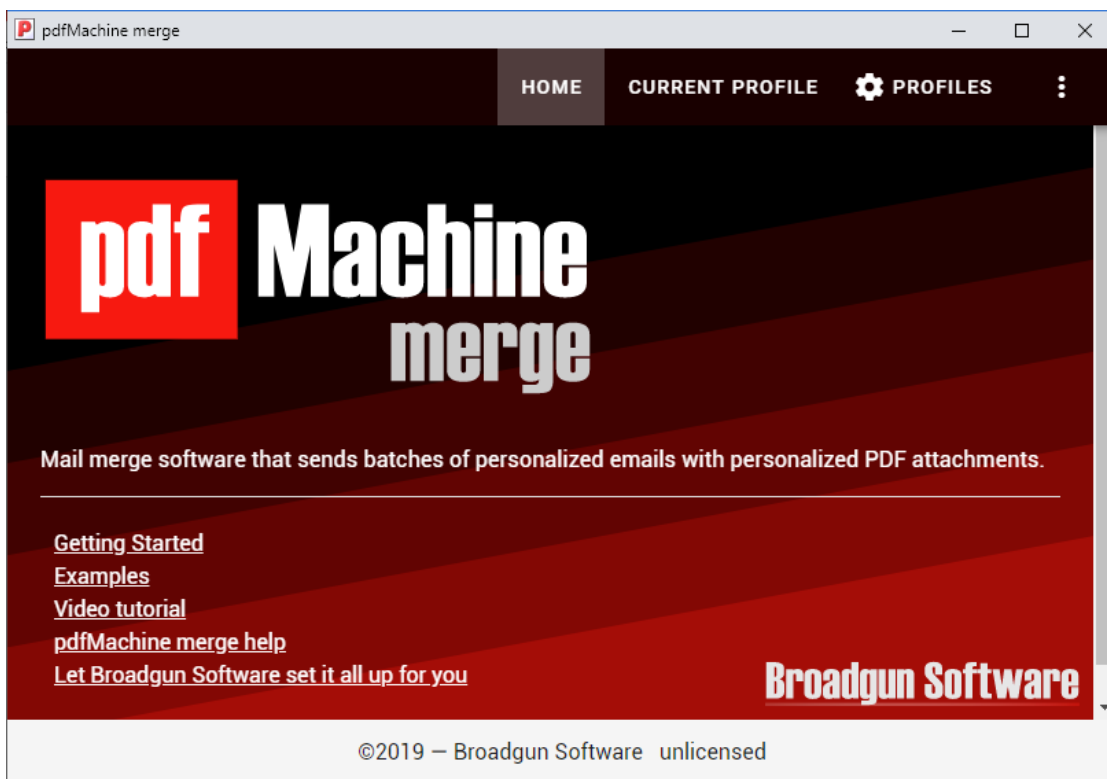 pdfMachine merge
HOME CURRENT PROFILE PROFILES
pdf Machine
merge
Mail merge software that sends batches of personalized emails with personalized PDF attachments.
Getting Started
Examples
Video tutorial
pdfMachine merge help
Let Broadgun Software set it all up for you
Broadgun Software
©2019 — Broadgun Software unlicensed